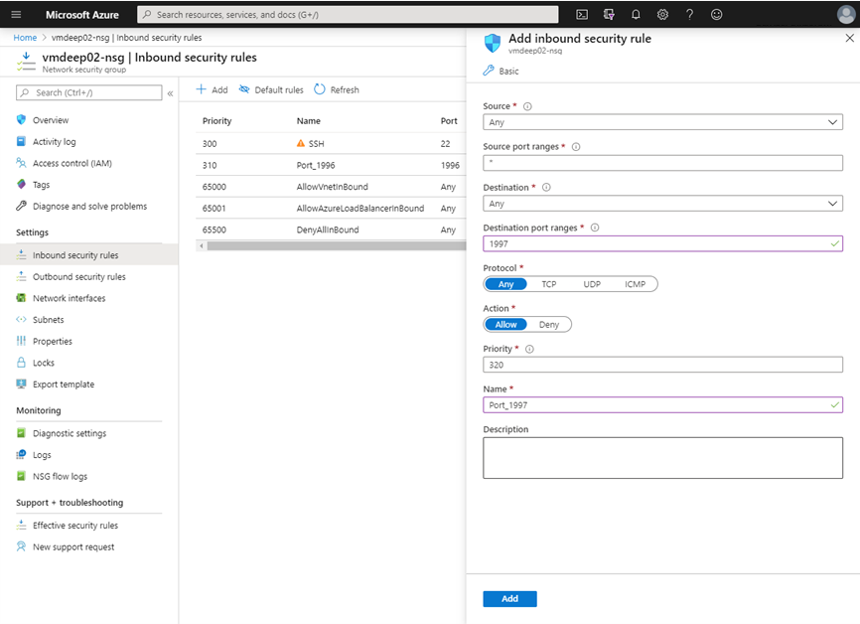 Microsoft Azure
Search resources, services, and docs (G+/)
Home > vmdeep02-nsg | Inbound security rules
vmdeep02-nsg | Inbound security rules
Network security group
Search (Ctrl+/)
«
Overview
Activity log
Access control (IAM)
Tags
Diagnose and solve problems
Settings
Inbound security rules
Outbound security rules
Network interfaces
Subnets
Properties
Locks
Export template
Monitoring
Diagnostic settings
Logs
NSG flow logs
Support + troubleshooting
Effective security rules
New support request
+ Add Default rules Refresh
Priority Name Port
300 SSH 22
310 Port_1996 1996
65000 AllowVnetInBound Any
65001 AllowAzureLoadBalancerInBound Any
65500 DenyAllInBound Any
Add inbound security rule
vmdeep02-nsg
Basic
Source *
Any
Source port ranges *
*
Destination *
Any
Destination port ranges *
1997
Protocol *
Any TCP UDP ICMP
Action *
Allow Deny
Priority *
320
Name *
Port_1997
Description
Add